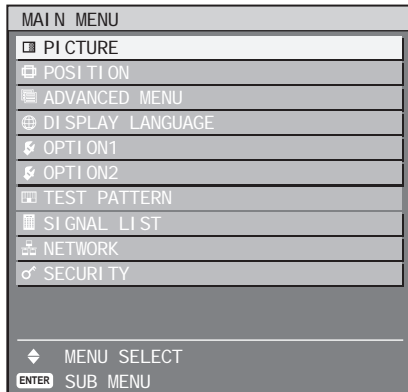 MAIN MENU
PICTURE
POSITION
ADVANCED MENU
DISPLAY LANGUAGE
OPTION1
OPTION2
TEST PATTERN
SIGNAL LIST
NETWORK
SECURITY
MENU SELECT
ENTER SUB MENU